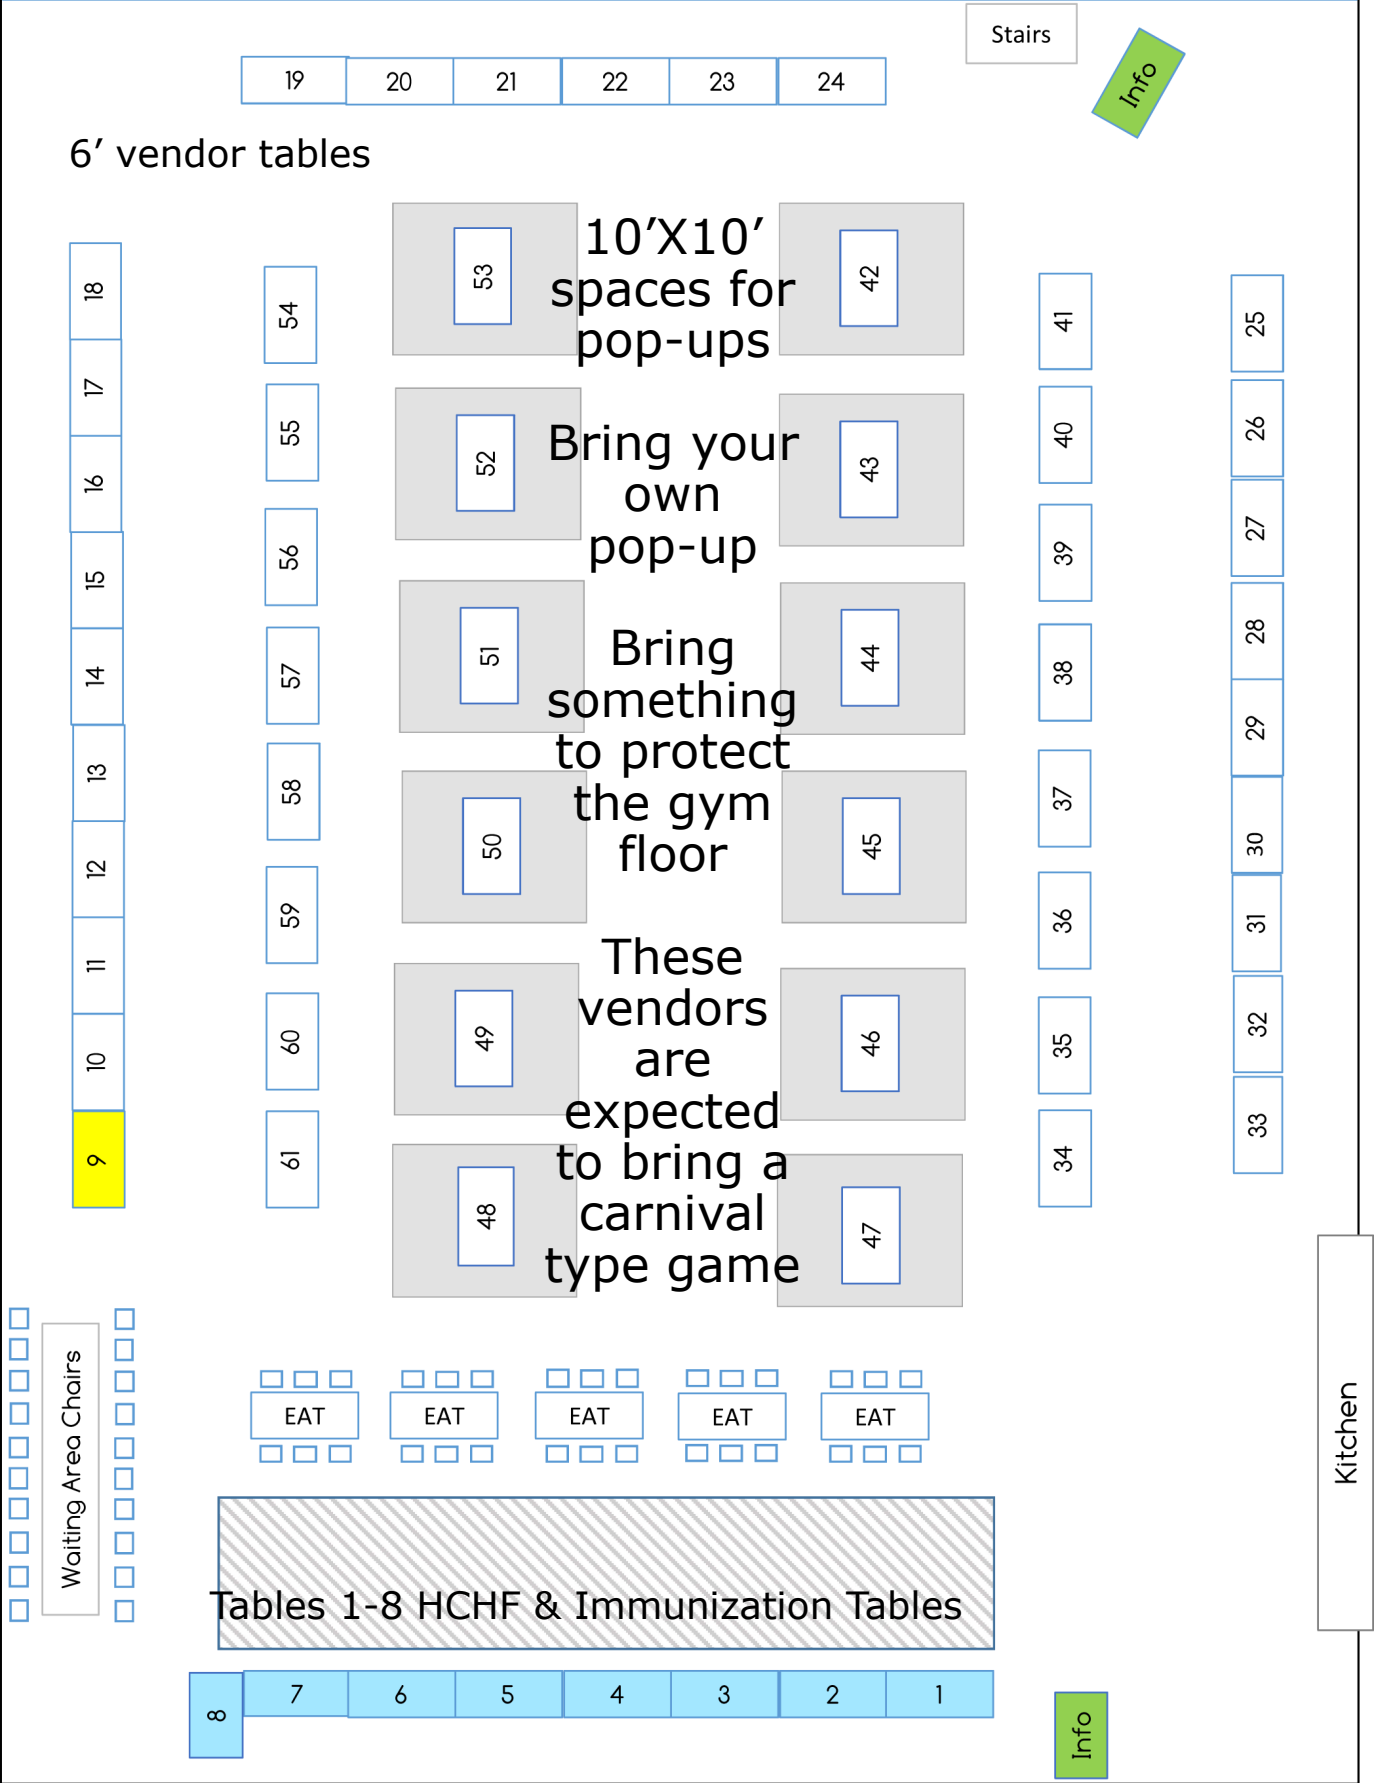 Stairs
Info
19 20 21 22 23 24
6’ vendor tables
10’X10’
spaces for
pop-ups
Bring your
own
pop-up
Bring
something
to protect
the gym
floor
These
vendors
are
expected
to bring a
carnival
type game
18
17
16
15
14
13
12
11
10
9
54
55
56
57
58
59
60
61
53
52
51
50
49
48
42
43
44
45
46
47
41
40
39
38
37
36
35
34
25
26
27
28
29
30
31
32
33
Waiting Area Chairs
EAT EAT EAT EAT EAT
Kitchen
Tables 1-8 HCHF & Immunization Tables
8 7 6 5 4 3 2 1
Info